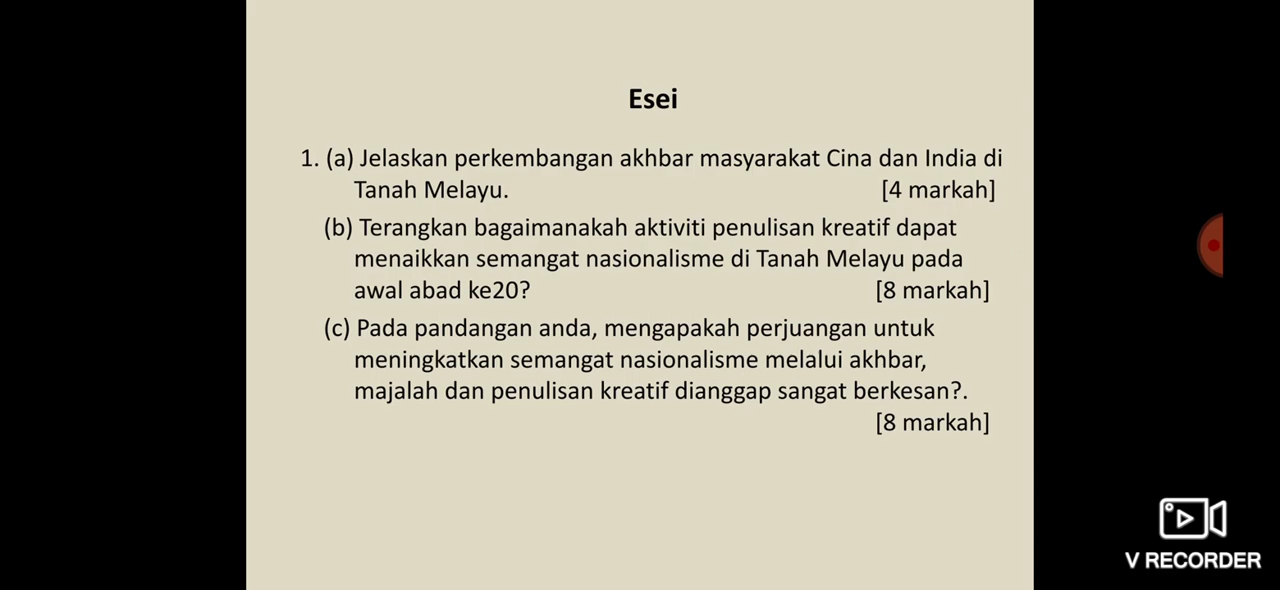 Esei
1. (a) Jelaskan perkembangan akhbar masyarakat Cina dan India di
Tanah Melayu. [4 markah]
(b) Terangkan bagaimanakah aktiviti penulisan kreatif dapat
menaikkan semangat nasionalisme di Tanah Melayu pada
awal abad ke20? [8 markah]
(c) Pada pandangan anda, mengapakah perjuangan untuk
meningkatkan semangat nasionalisme melalui akhbar,
majalah dan penulisan kreatif dianggap sangat berkesan?.
[8 markah]
V RECORDER